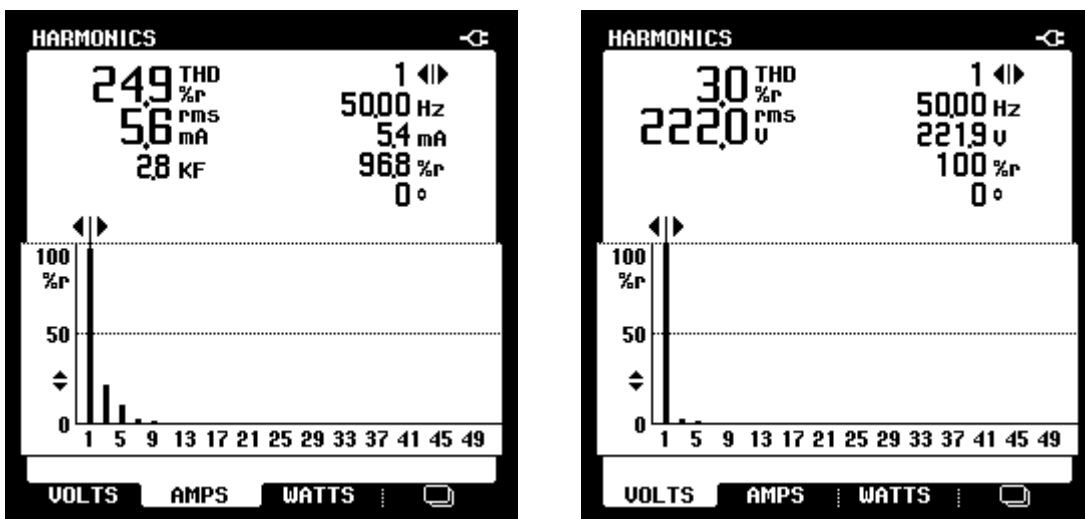 HARMONICS
24.9 THD %r
5.6 rms mA
2.8 KF
1
50.00 Hz
5.4 mA
96.8 %r
0 °
100
%r
50
0
1 5 9 13 17 21 25 29 33 37 41 45 49
VOLTS AMPS WATTS
HARMONICS
3.0 THD %r
222.0 rms V
1
50.00 Hz
221.9 V
100 %r
0 °
100
%r
50
0
1 5 9 13 17 21 25 29 33 37 41 45 49
VOLTS AMPS WATTS